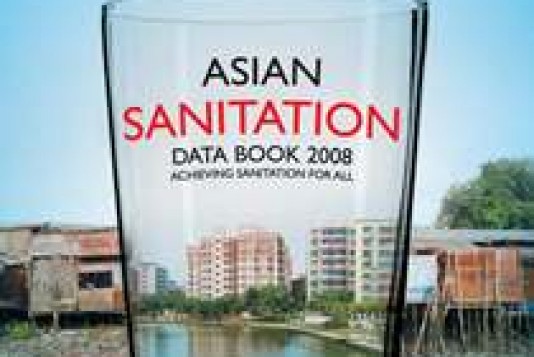 ASIAN
SANITATION
DATA BOOK 2008
ACHIEVING SANITATION FOR ALL